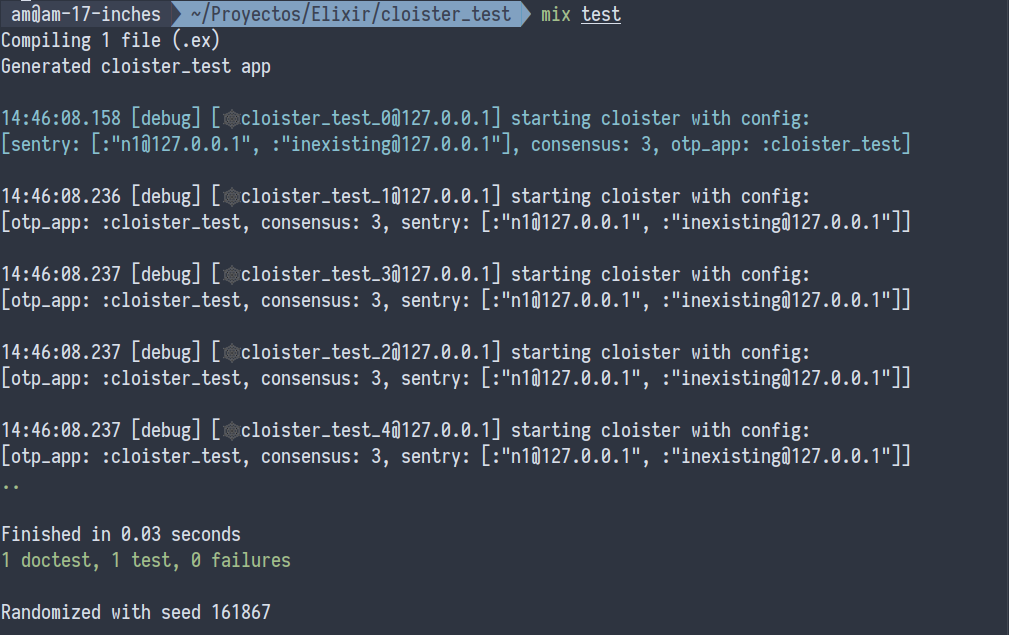 am@am-17-inches ~/Proyectos/Elixir/cloister_test mix test
Compiling 1 file (.ex)
Generated cloister_test app
14:46:08.158 [debug] [🕸cloister_test_0@127.0.0.1] starting cloister with config:
[sentry: [:"n1@127.0.0.1", :"inexisting@127.0.0.1"], consensus: 3, otp_app: :cloister_test]
14:46:08.236 [debug] [🕸cloister_test_1@127.0.0.1] starting cloister with config:
[otp_app: :cloister_test, consensus: 3, sentry: [:"n1@127.0.0.1", :"inexisting@127.0.0.1"]]
14:46:08.237 [debug] [🕸cloister_test_3@127.0.0.1] starting cloister with config:
[otp_app: :cloister_test, consensus: 3, sentry: [:"n1@127.0.0.1", :"inexisting@127.0.0.1"]]
14:46:08.237 [debug] [🕸cloister_test_2@127.0.0.1] starting cloister with config:
[otp_app: :cloister_test, consensus: 3, sentry: [:"n1@127.0.0.1", :"inexisting@127.0.0.1"]]
14:46:08.237 [debug] [🕸cloister_test_4@127.0.0.1] starting cloister with config:
[otp_app: :cloister_test, consensus: 3, sentry: [:"n1@127.0.0.1", :"inexisting@127.0.0.1"]]
..
Finished in 0.03 seconds
1 doctest, 1 test, 0 failures
Randomized with seed 161867